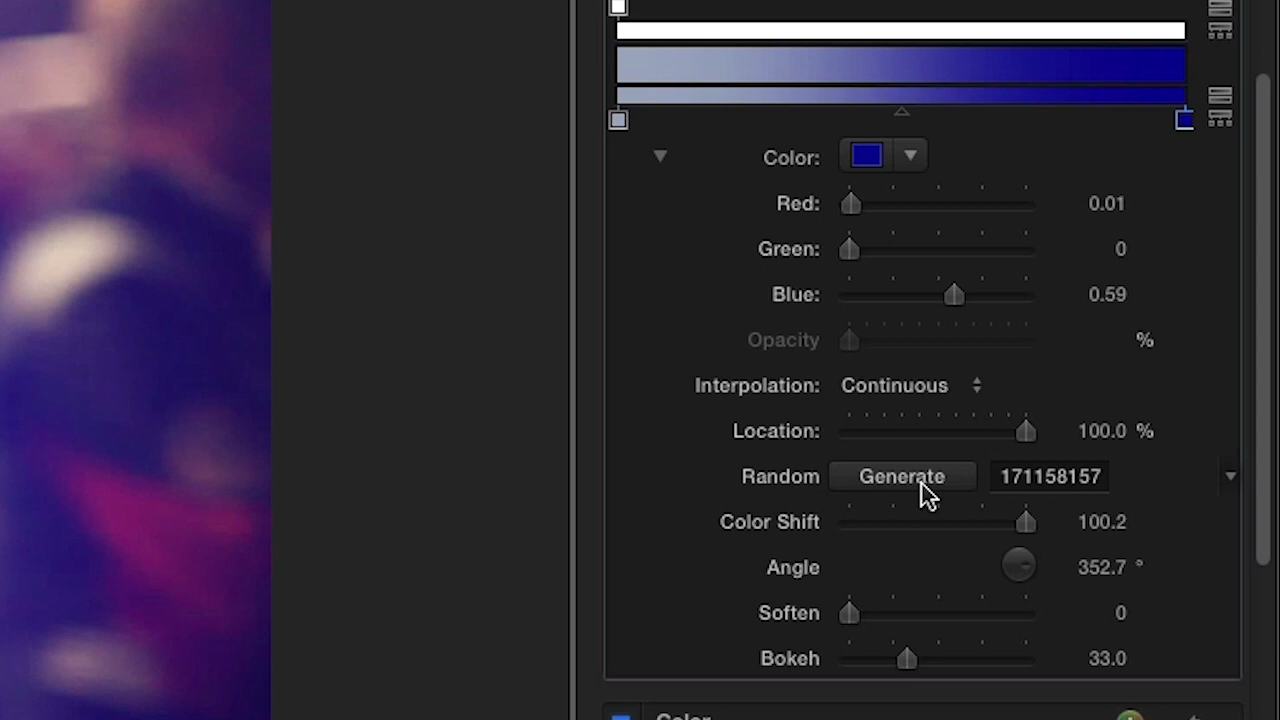 Color:
Red: 0.01
Green: 0
Blue: 0.59
Opacity %
Interpolation: Continuous
Location: 100.0 %
Random Generate 171158157
Color Shift 100.2
Angle 352.7 °
Soften 0
Bokeh 33.0
Color